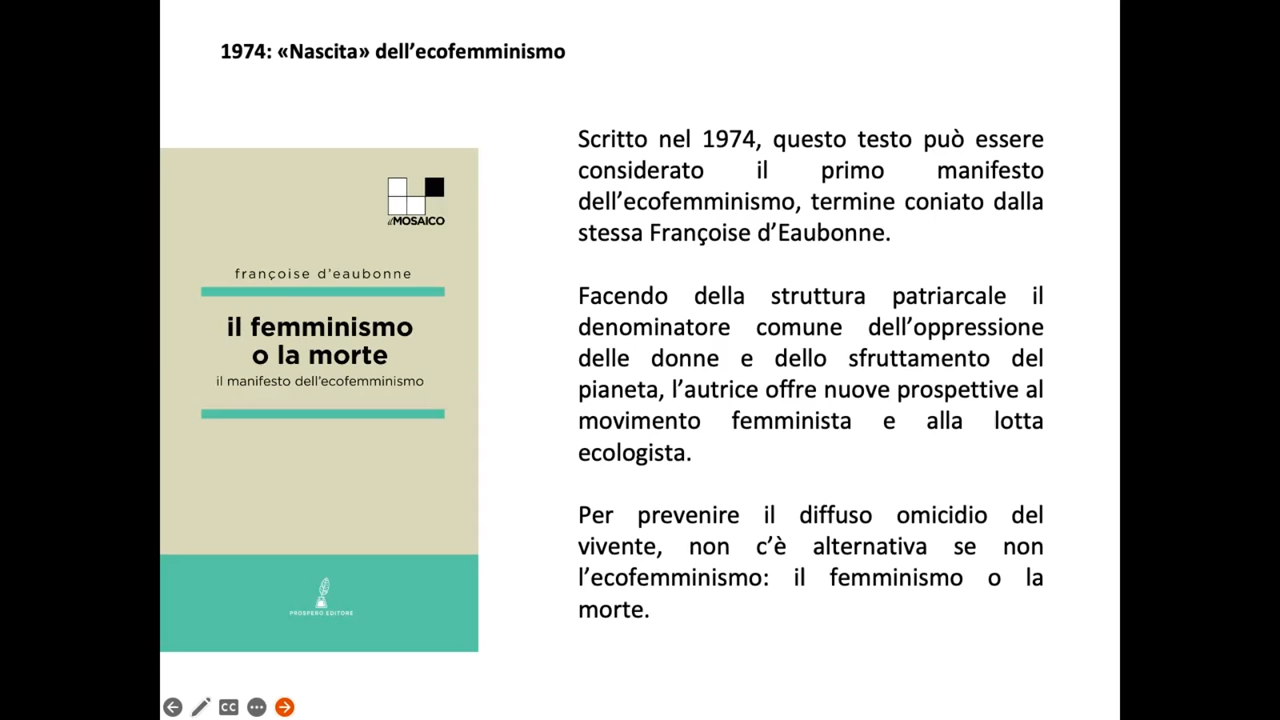 1974: «Nascita» dell’ecofemminismo
ilMOSAICO
françoise d'eaubonne
il femminismo
o la morte
il manifesto dell'ecofemminismo
PROSPERO EDITORE
Scritto nel 1974, questo testo può essere
considerato il primo manifesto
dell’ecofemminismo, termine coniato dalla
stessa Françoise d’Eaubonne.
Facendo della struttura patriarcale il
denominatore comune dell’oppressione
delle donne e dello sfruttamento del
pianeta, l’autrice offre nuove prospettive al
movimento femminista e alla lotta
ecologista.
Per prevenire il diffuso omicidio del
vivente, non c’è alternativa se non
l’ecofemminismo: il femminismo o la
morte.
CC